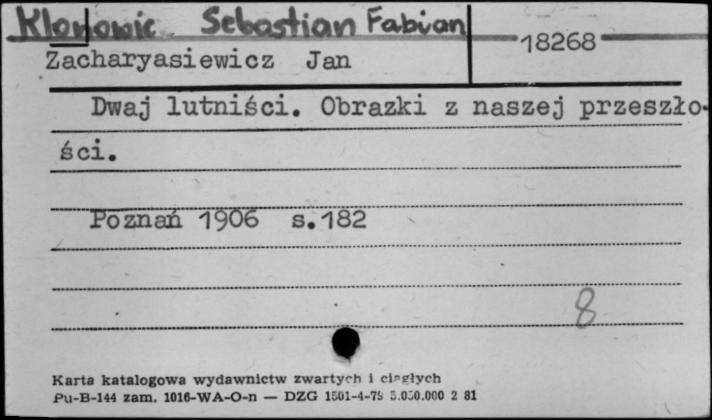 Klonowic Sebastian Fabian
18268
Zacharyasiewicz Jan
Dwaj lutniści. Obrazki z naszej przeszło-
ści.
Poznań 1906 s.182
8
Karta katalogowa wydawnictw zwartych i ciągłych
Pu-B-144 zam. 1016-WA-O-n — DZG 1501-4-79 5.050.000 2 81